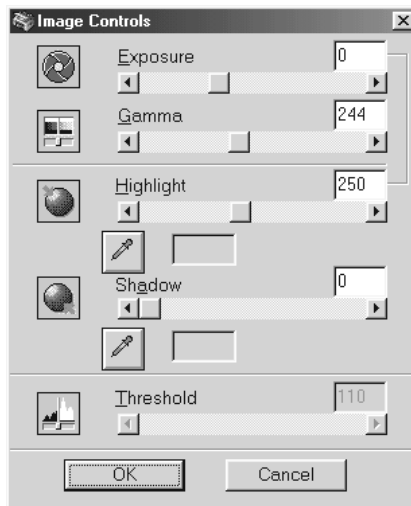 Image Controls
Exposure 0
Gamma 244
Highlight 250
Shadow 0
Threshold 110
OK Cancel